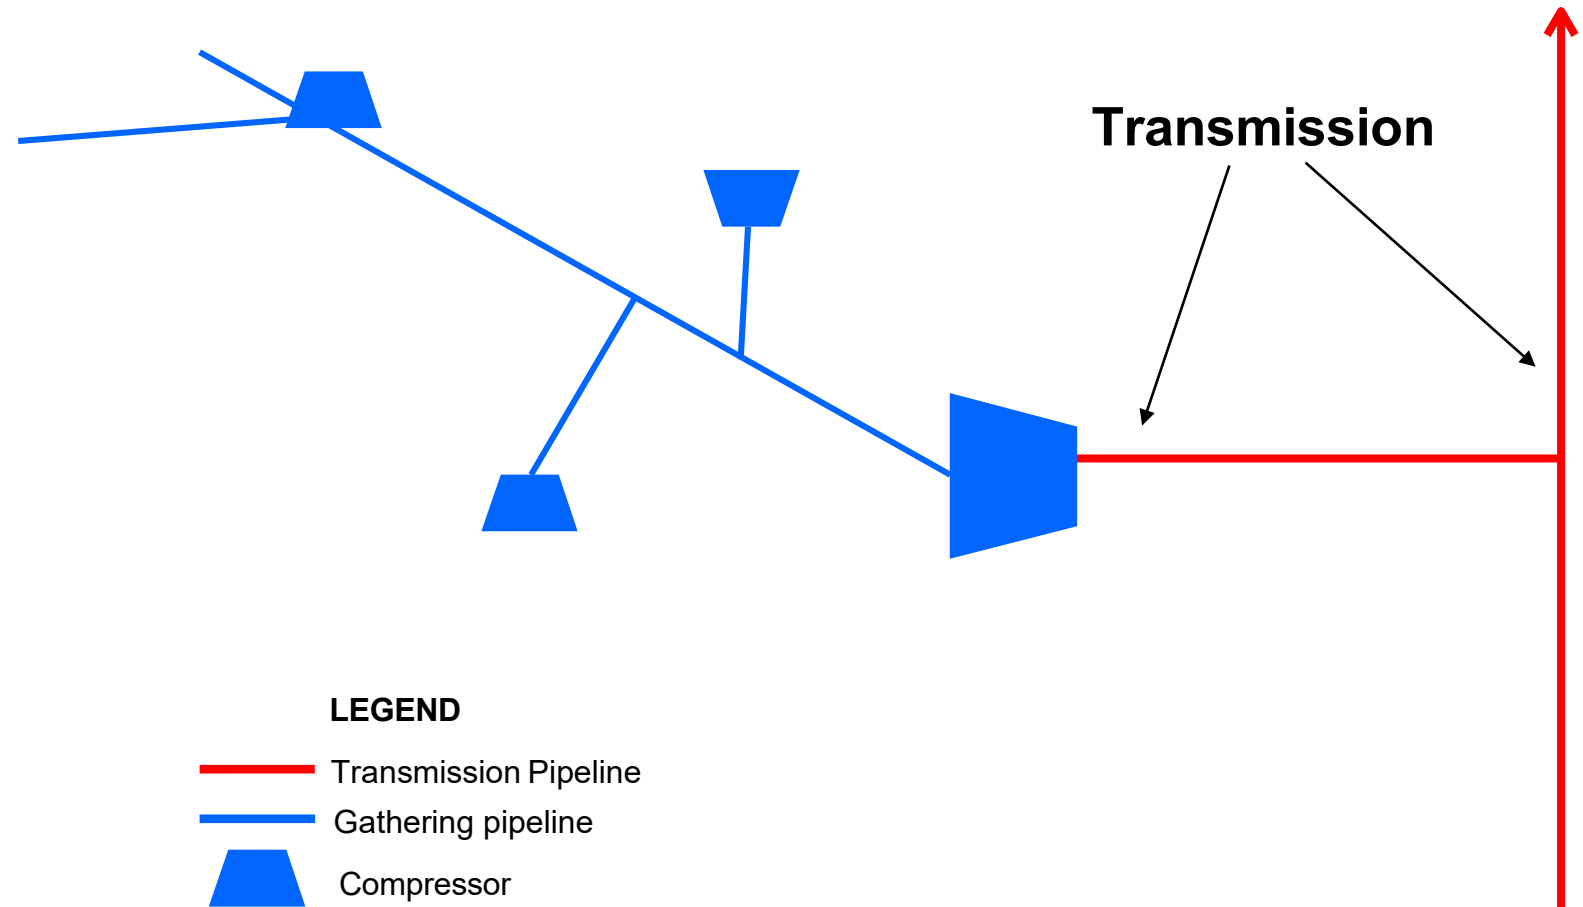 Transmission
LEGEND
Transmission Pipeline
Gathering pipeline
Compressor